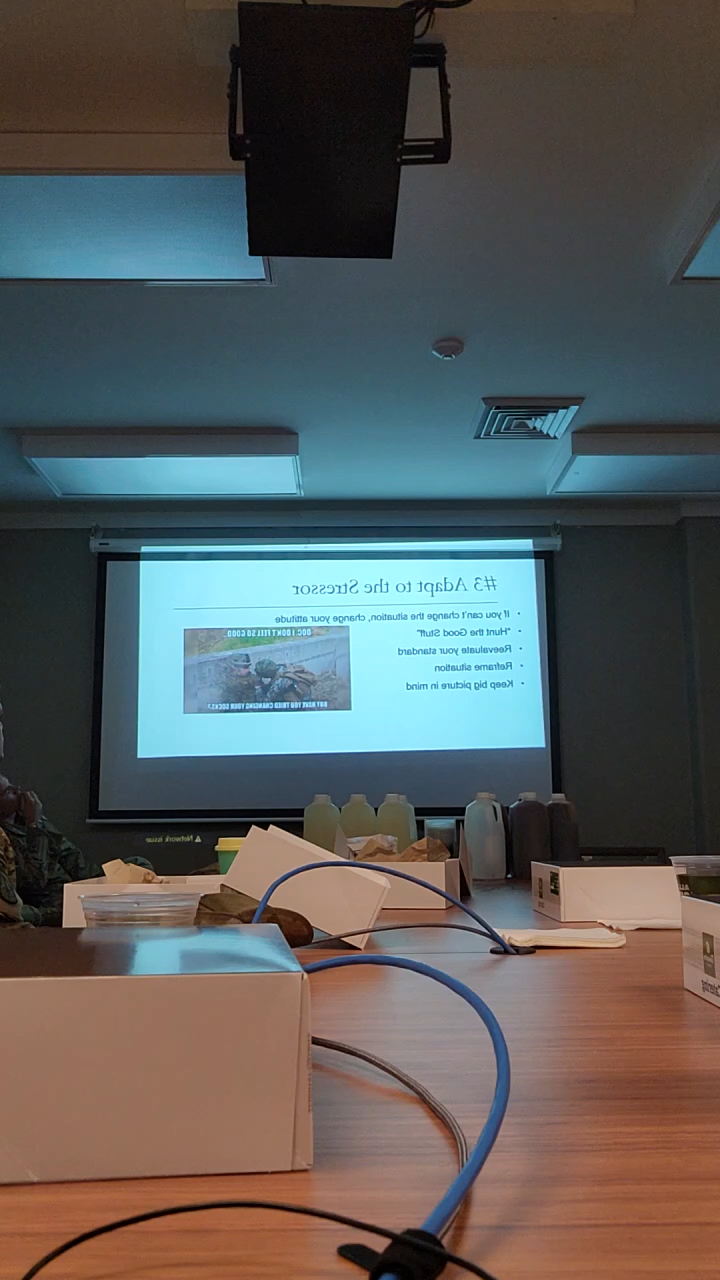 #3 Adapt to the Stressor
• If you can't change the situation, change your attitude
• "Hunt the Good Stuff"
• Reevaluate your standard
• Reframe situation
• Keep big picture in mind
DOC I DON'T FEEL SO GOOD
BUT HAVE YOU TRIED CHANGING YOUR SOCKS?
Network issue